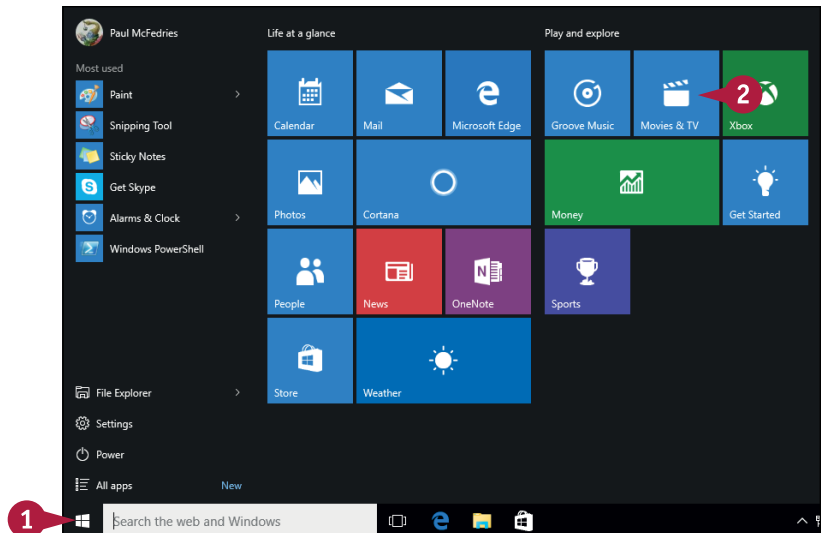 Paul McFedries
Life at a glance
Play and explore
Most used
Paint
Snipping Tool
Sticky Notes
Get Skype
Alarms & Clock
Windows PowerShell
Calendar
Mail
Microsoft Edge
Groove Music
Movies & TV
2
Xbox
Photos
Cortana
Money
Get Started
People
News
N
OneNote
Sports
Store
Weather
File Explorer
Settings
Power
All apps
New
1
Search the web and Windows